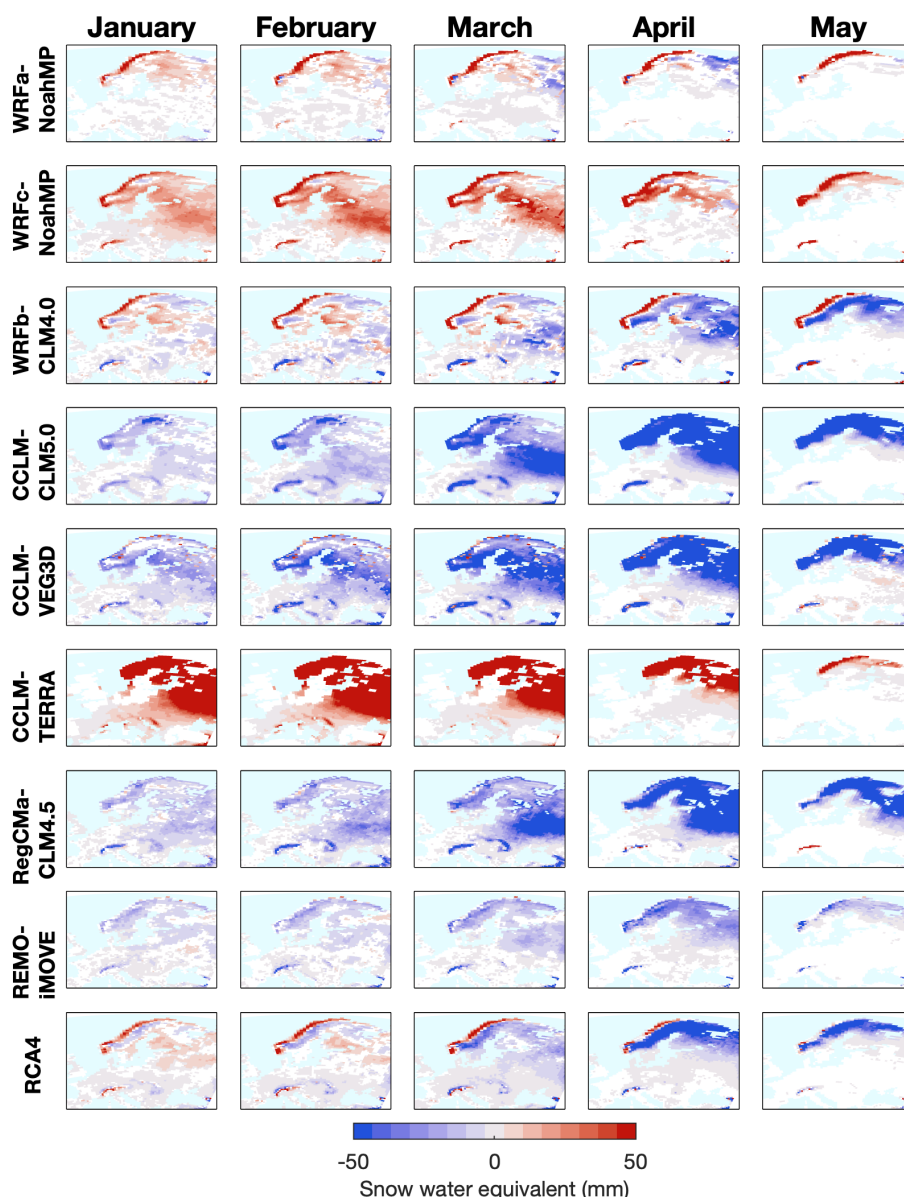 January February March April May
WRFa-
NoahMP
WRFc-
NoahMP
WRFb-
CLM4.0
CCLM-
CLM5.0
CCLM-
VEG3D
CCLM-
TERRA
RegCMa-
CLM4.5
REMO-
iMOVE
RCA4
-50 0 50
Snow water equivalent (mm)